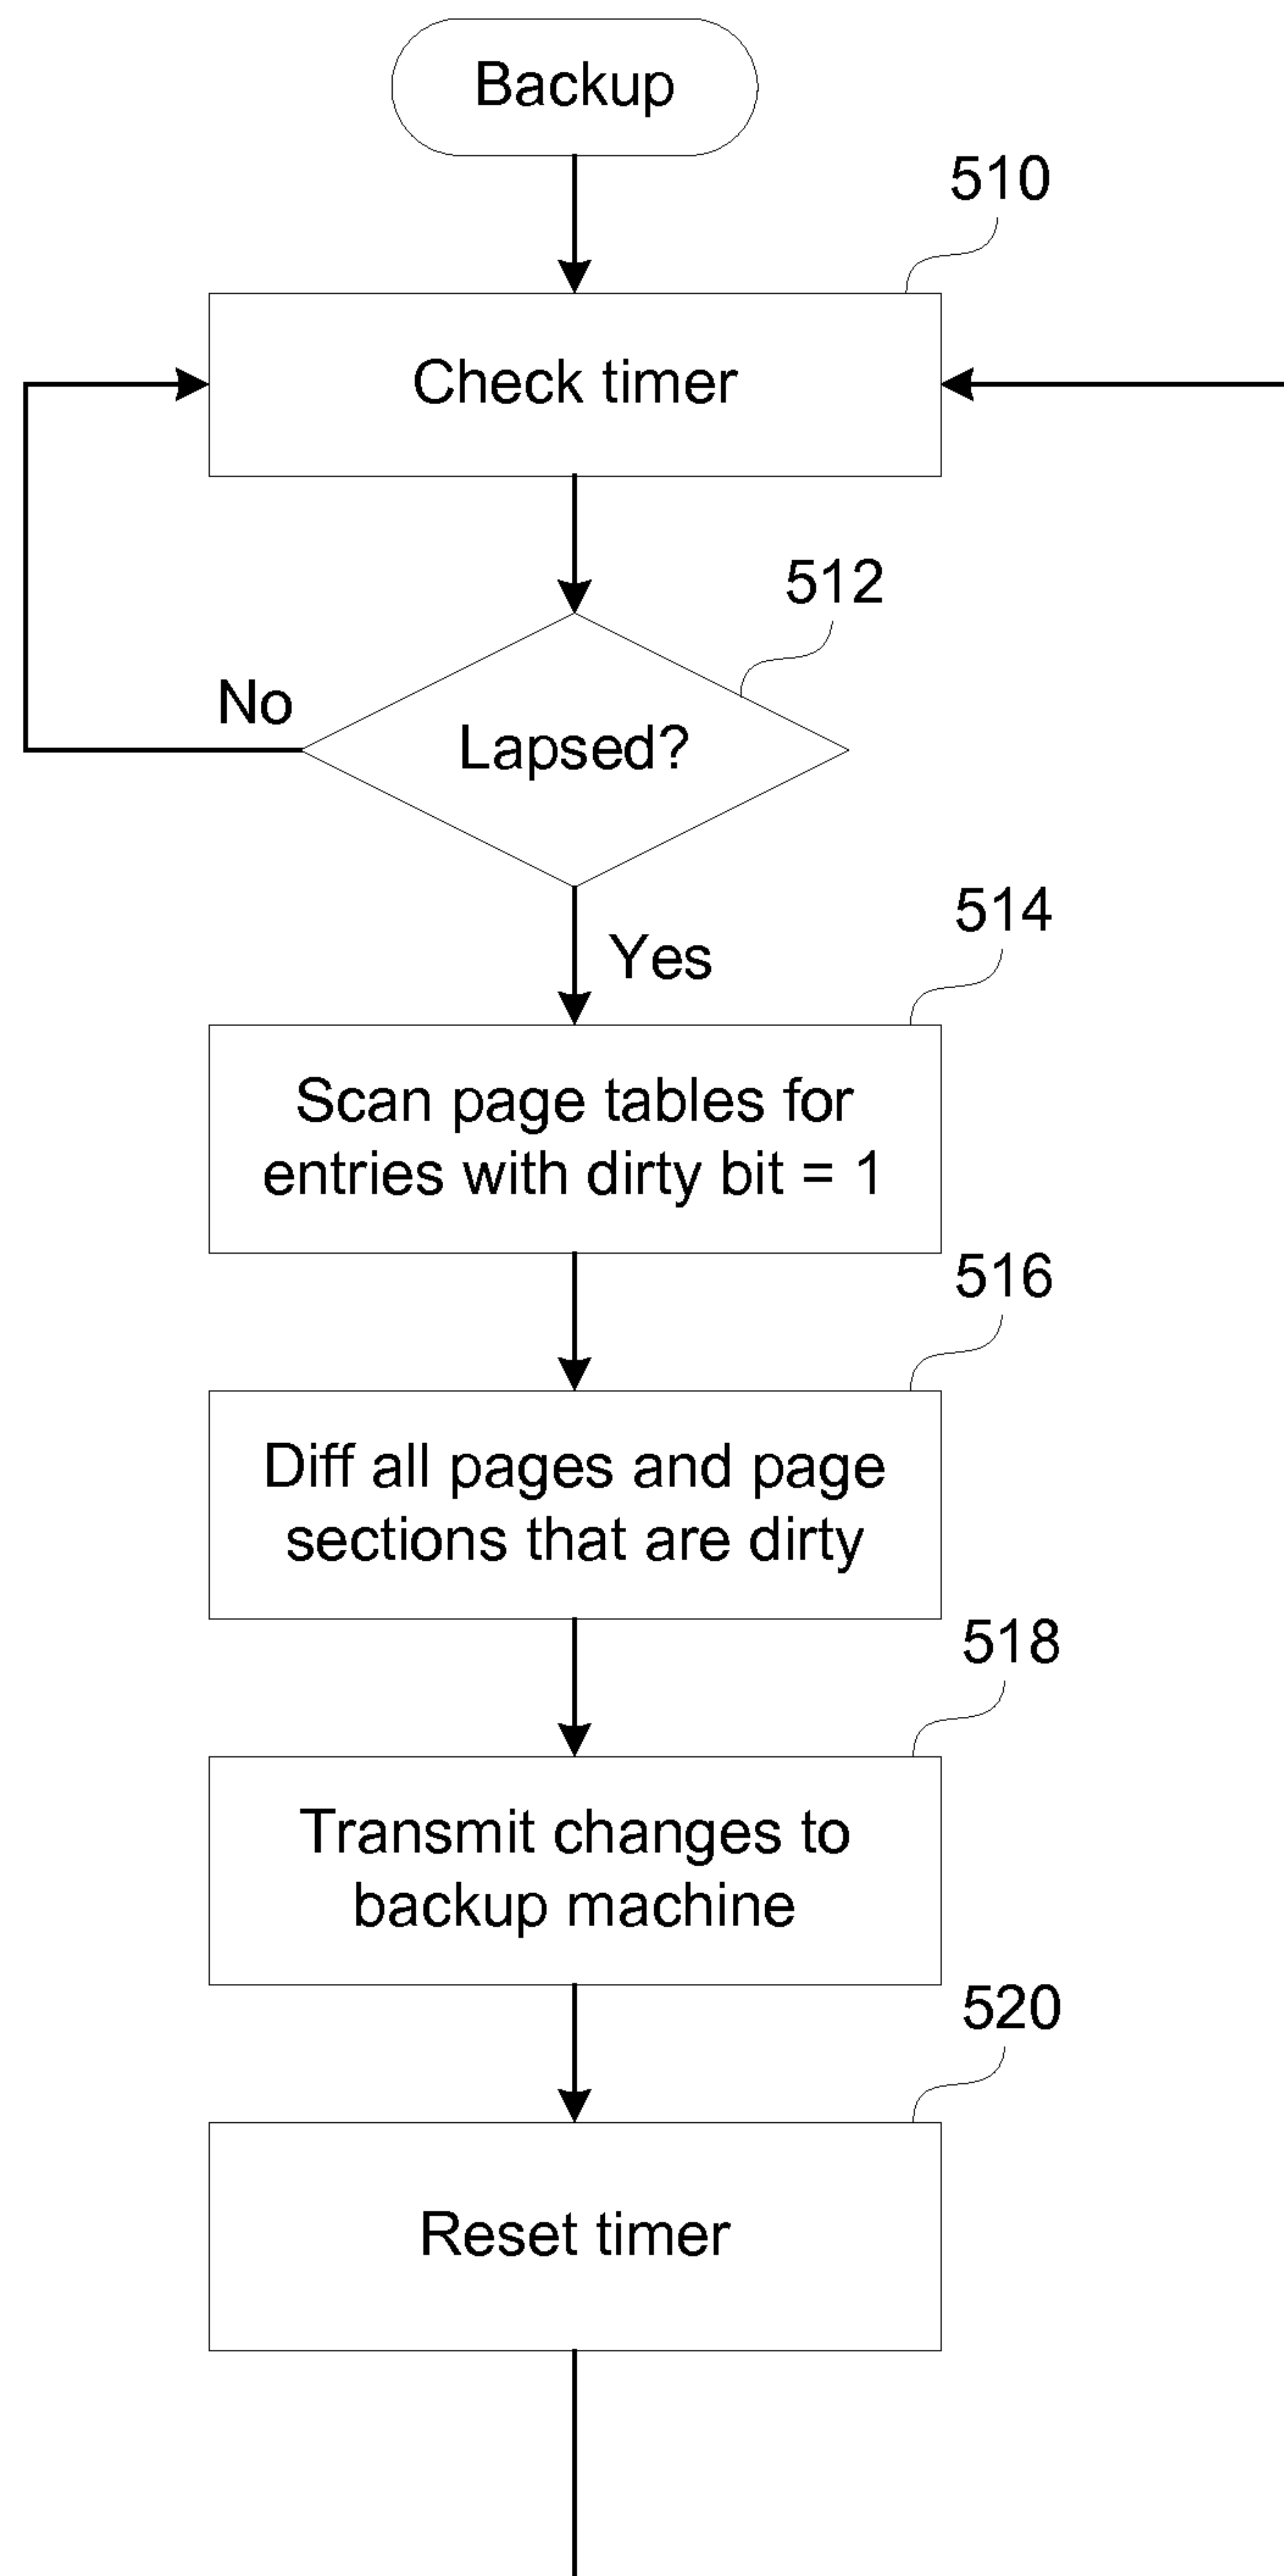 Backup
510
Check timer
512
No
Lapsed?
Yes
514
Scan page tables for
entries with dirty bit = 1
516
Diff all pages and page
sections that are dirty
518
Transmit changes to
backup machine
520
Reset timer